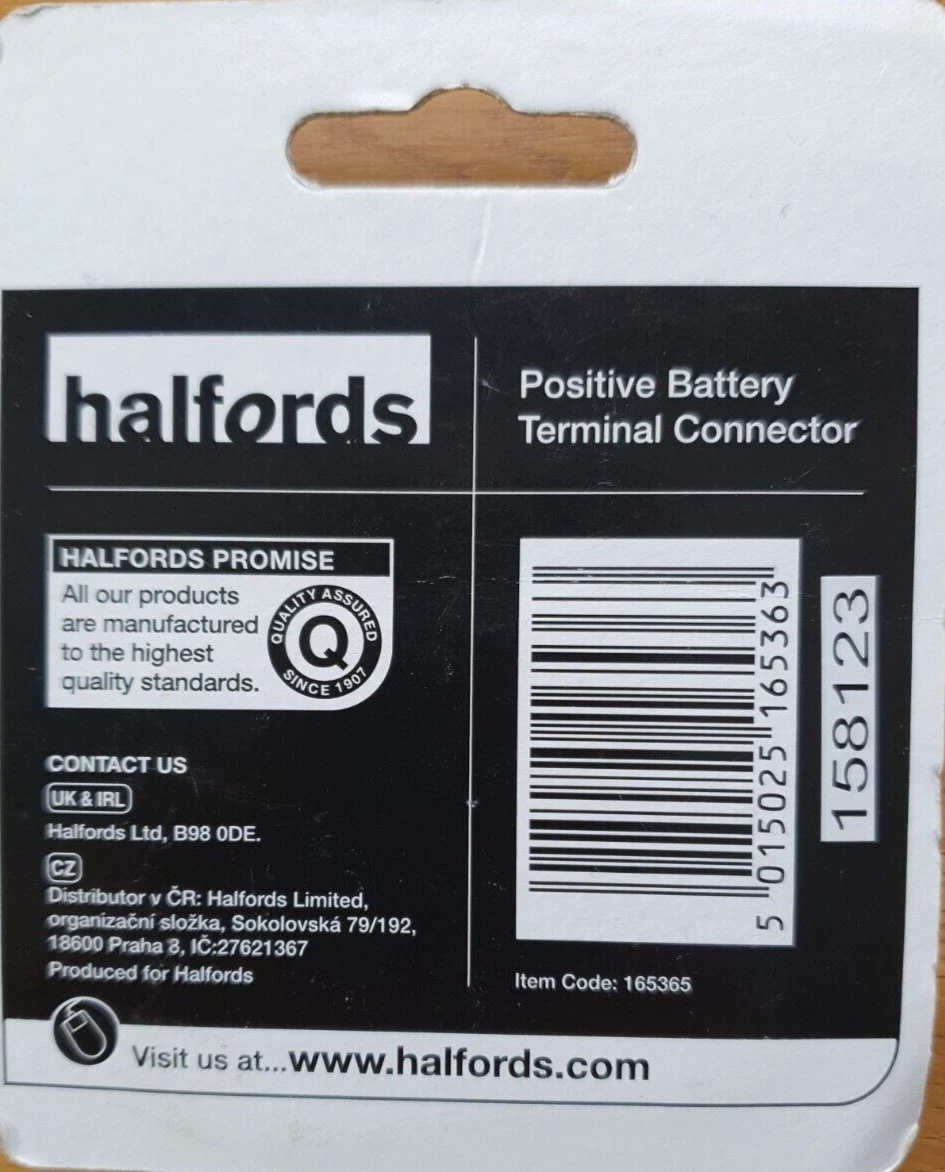 halfords
Positive Battery
Terminal Connector
HALFORDS PROMISE
All our products
are manufactured
to the highest
quality standards.
QUALITY ASSURED
Q
SINCE 1907
CONTACT US
UK & IRL
Halfords Ltd, B98 0DE.
CZ
Distributor v ČR: Halfords Limited,
organizační složka, Sokolovská 79/192,
18600 Praha 8, IČ:27621367
Produced for Halfords
5 015025 165363
158123
Item Code: 165365
Visit us at...www.halfords.com